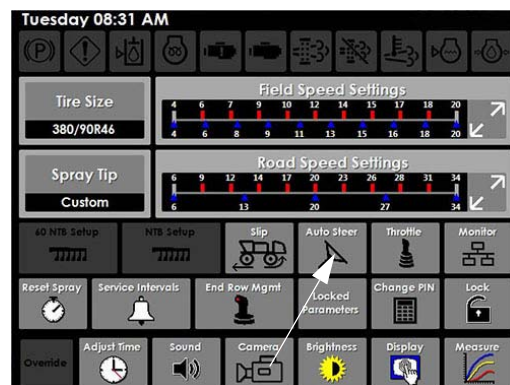 Tuesday 08:31 AM
Tire Size
380/90R46
Field Speed Settings
4 6 7 9 10 12 14 15 17 18 20
4 6 8 9 11 13 15 16 18 20
Spray Tip
Custom
Road Speed Settings
6 9 12 14 17 20 23 26 28 31 34
6 13 20 27 34
60 NTB Setup NTB Setup Slip Auto Steer Throttle Monitor
Reset Spray Service Intervals End Row Mgmt Locked Parameters Change PIN Lock
Override Adjust Time Sound Camera Brightness Display Measure